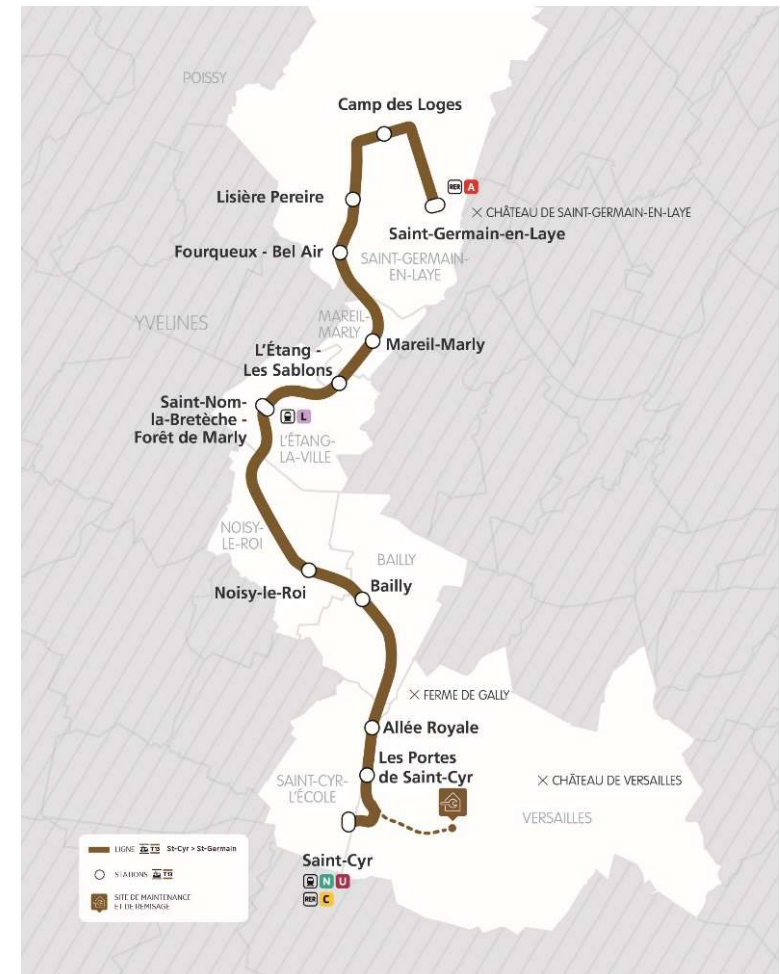 POISSY
Camp des Loges
Lisière Pereire
RER A
CHÂTEAU DE SAINT-GERMAIN-EN-LAYE
Saint-Germain-en-Laye
Fourqueux - Bel Air
SAINT-GERMAIN-
EN-LAYE
YVELINES
MAREIL-
MARLY
Mareil-Marly
L'Étang -
Les Sablons
Saint-Nom-
la-Bretèche -
Forêt de Marly
L
L'ÉTANG-
LA-VILLE
NOISY-
LE-ROI
BAILLY
Noisy-le-Roi
Bailly
FERME DE GALLY
Allée Royale
Les Portes
de Saint-Cyr
SAINT-CYR-
L'ÉCOLE
CHÂTEAU DE VERSAILLES
VERSAILLES
Saint-Cyr
N U
RER C
LIGNE St-Cyr > St-Germain
STATIONS
SITE DE MAINTENANCE
ET DE REMISAGE